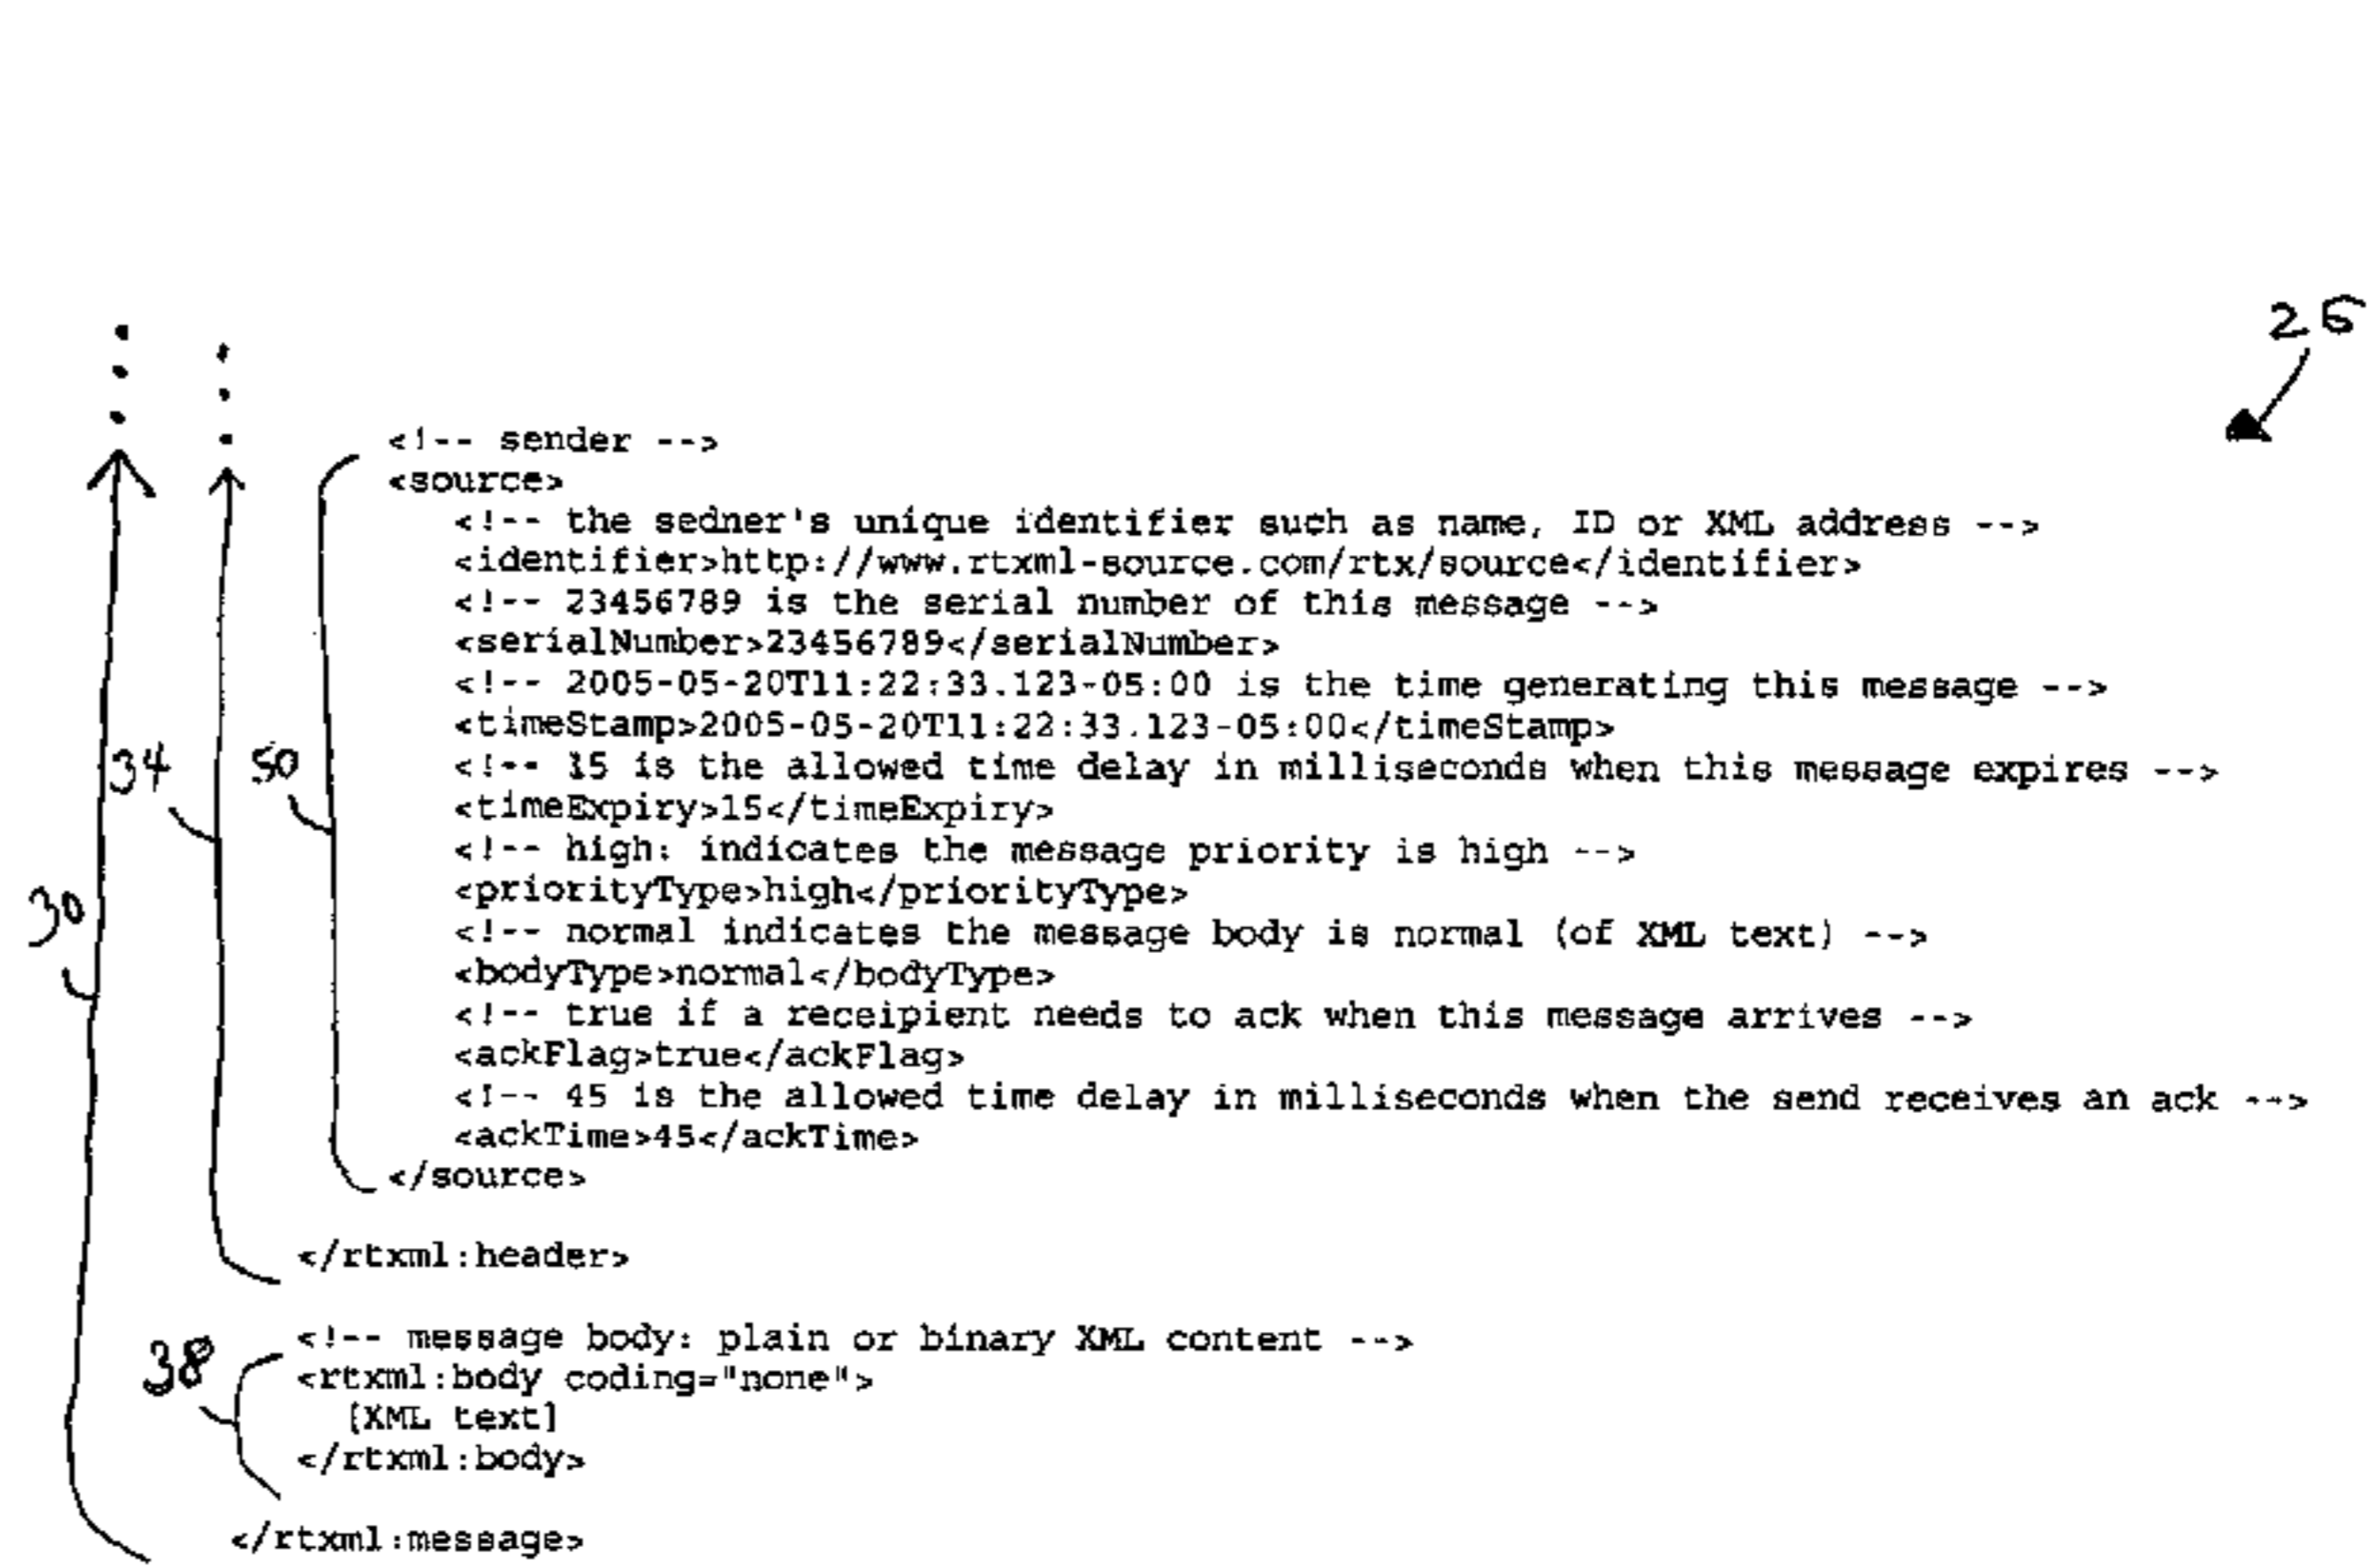 26
<!-- sender -->
<source>
<!-- the sedner's unique identifier such as name, ID or XML address -->
<identifier>http://www.rtxml-source.com/rtx/source</identifier>
<!-- 23456789 is the serial number of this message -->
<serialNumber>23456789</serialNumber>
<!-- 2005-05-20T11:22:33.123-05:00 is the time generating this message -->
<timeStamp>2005-05-20T11:22:33.123-05:00</timeStamp>
34
50
<!-- 15 is the allowed time delay in milliseconds when this message expires -->
<timeExpiry>15</timeExpiry>
<!-- high: indicates the message priority is high -->
<priorityType>high</priorityType>
30
<!-- normal indicates the message body is normal (of XML text) -->
<bodyType>normal</bodyType>
<!-- true if a receipient needs to ack when this message arrives -->
<ackFlag>true</ackFlag>
<!-- 45 is the allowed time delay in milliseconds when the send receives an ack -->
<ackTime>45</ackTime>
</source>
</rtxml:header>
<!-- message body: plain or binary XML content -->
38
<rtxml:body coding="none">
[XML text]
</rtxml:body>
</rtxml:message>